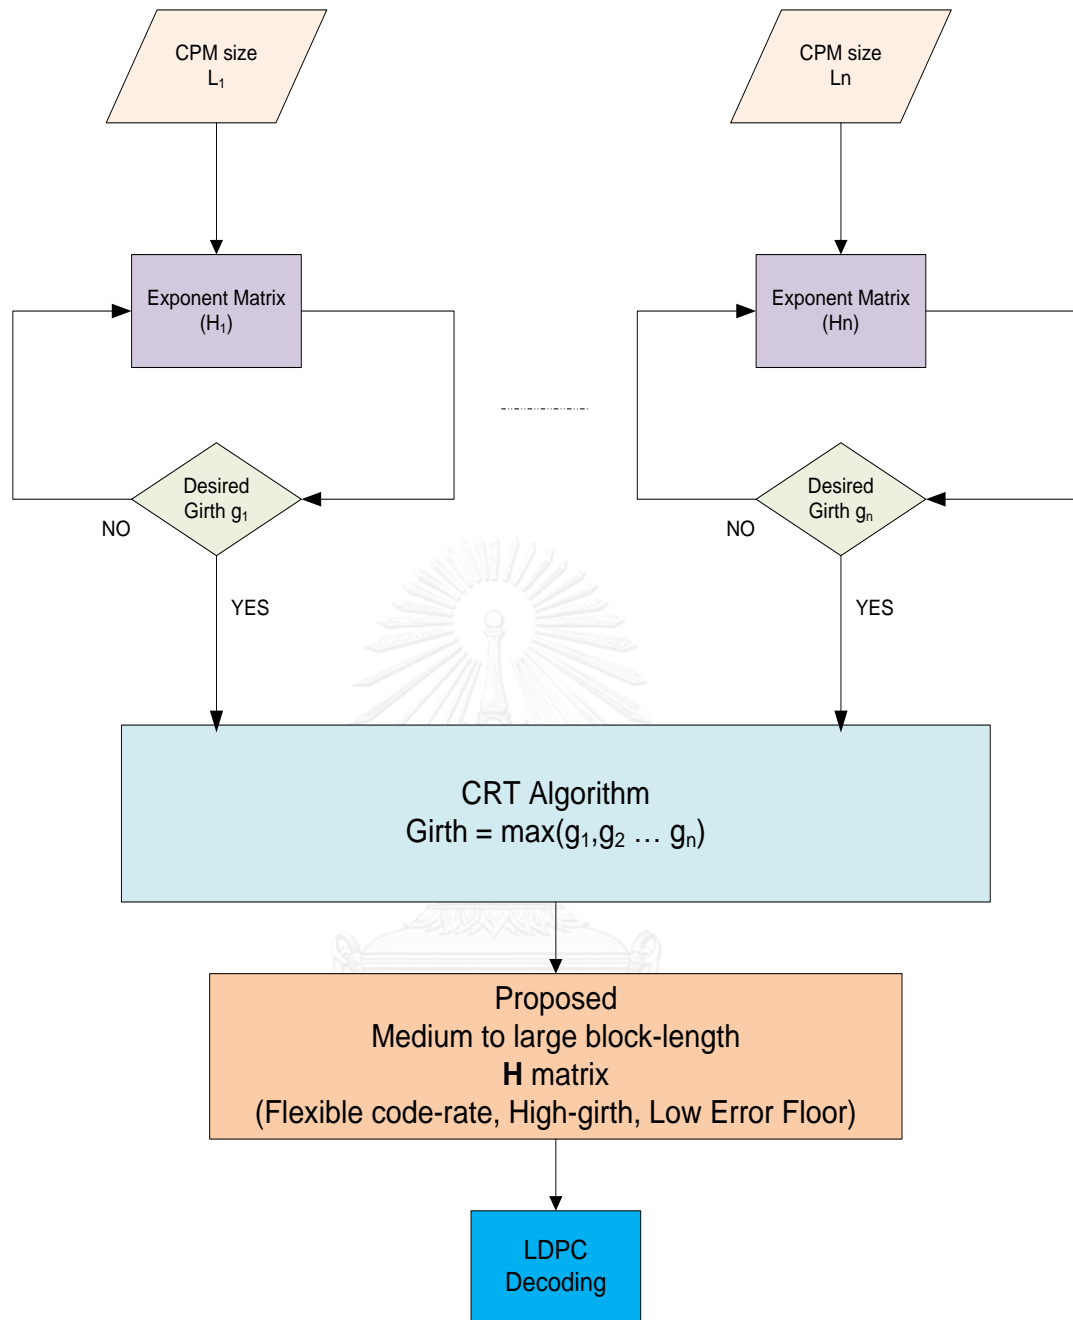 CPM size
L₁
CPM size
Ln
Exponent Matrix
(H₁)
Exponent Matrix
(Hn)
Desired
Girth g₁
NO
YES
Desired
Girth gₙ
NO
YES
CRT Algorithm
Girth = max(g₁,g₂ ... gₙ)
Proposed
Medium to large block-length
H matrix
(Flexible code-rate, High-girth, Low Error Floor)
LDPC
Decoding